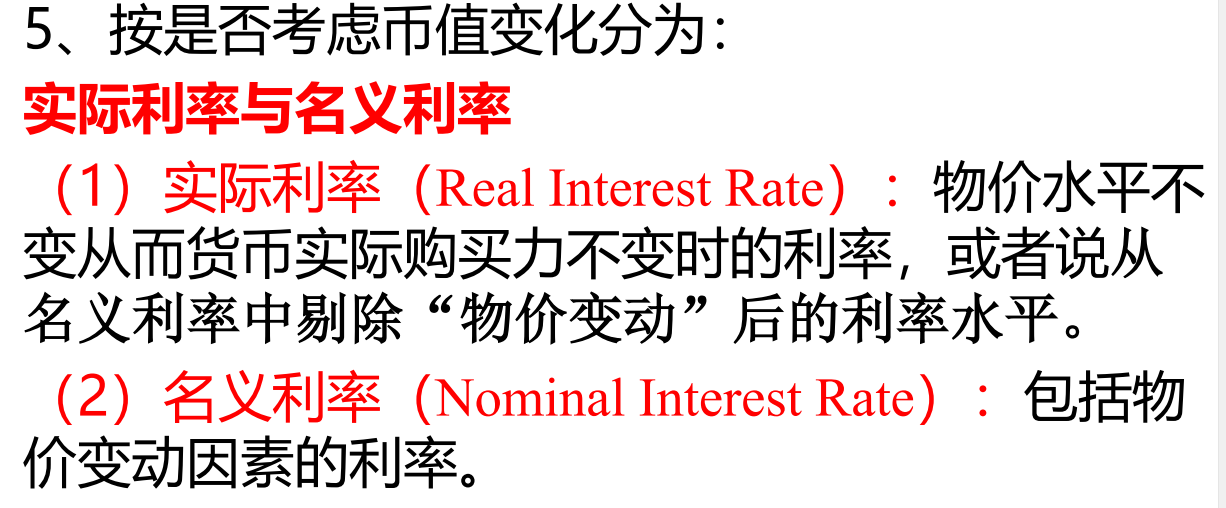 5、按是否考虑币值变化分为：
实际利率与名义利率
（1）实际利率（Real Interest Rate）：物价水平不
变从而货币实际购买力不变时的利率，或者说从
名义利率中剔除“物价变动”后的利率水平。
（2）名义利率（Nominal Interest Rate）：包括物
价变动因素的利率。